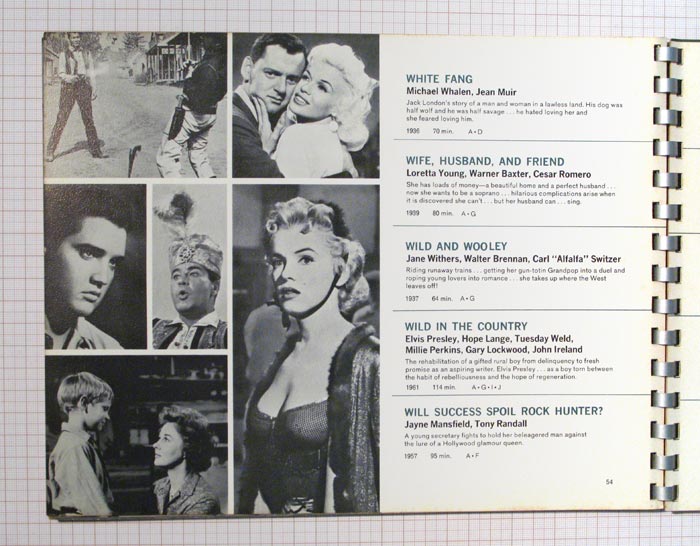 WHITE FANG
Michael Whalen, Jean Muir
Jack London's story of a man and woman in a lawless land. His dog was
half wolf and he was half savage . . . he hated loving her and
she feared loving him.
1936 70 min. A • D
WIFE, HUSBAND, AND FRIEND
Loretta Young, Warner Baxter, Cesar Romero
She has loads of money—a beautiful home and a perfect husband . . .
now she wants to be a soprano . . . hilarious complications arise when
it is discovered she can't . . . but her husband can . . . sing.
1939 80 min. A • G
WILD AND WOOLEY
Jane Withers, Walter Brennan, Carl "Alfalfa" Switzer
Riding runaway trains . . . getting her gun-totin Grandpop into a duel and
roping young lovers into romance . . . she takes up where the West
leaves off!
1937 64 min. A • G
WILD IN THE COUNTRY
Elvis Presley, Hope Lange, Tuesday Weld,
Millie Perkins, Gary Lockwood, John Ireland
The rehabilitation of a gifted rural boy from delinquency to fresh
promise as an aspiring writer. Elvis Presley . . . as a boy torn between
the habit of rebelliousness and the hope of regeneration.
1961 114 min. A • G • I • J
WILL SUCCESS SPOIL ROCK HUNTER?
Jayne Mansfield, Tony Randall
A young secretary fights to hold her beleagered man against
the lure of a Hollywood glamour queen.
1957 95 min. A • F
54